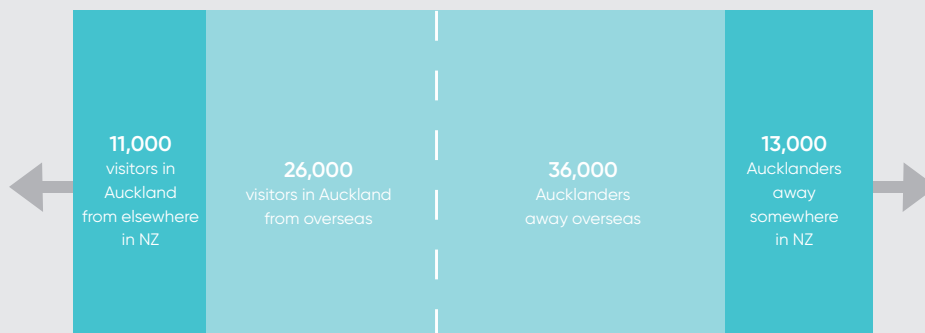 11,000
visitors in
Auckland
from elsewhere
in NZ
26,000
visitors in Auckland
from overseas
36,000
Aucklanders
away overseas
13,000
Aucklanders
away
somewhere
in NZ